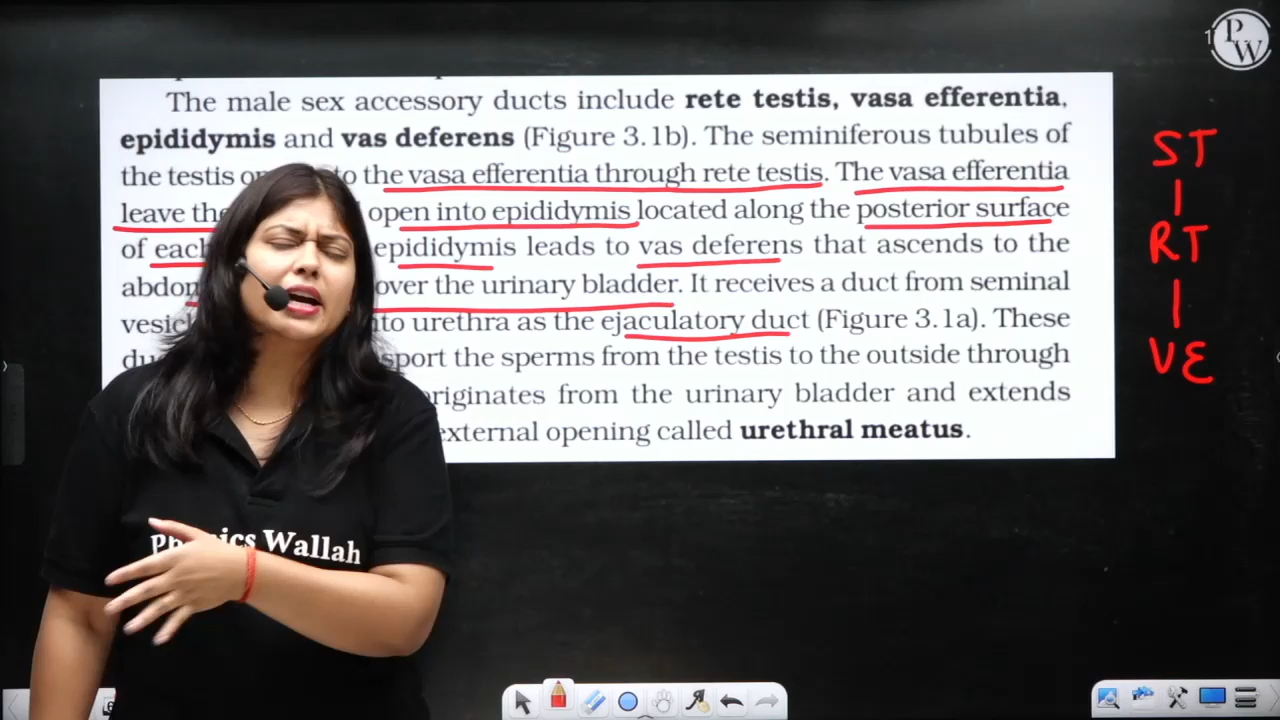 The male sex accessory ducts include rete testis, vasa efferentia,
epididymis and vas deferens (Figure 3.1b). The seminiferous tubules of
the testis to the vasa efferentia through rete testis. The vasa efferentia
leave the open into epididymis located along the posterior surface
of each epididymis leads to vas deferens that ascends to the
over the urinary bladder. It receives a duct from seminal
urethra as the ejaculatory duct (Figure 3.1a). These
the sperms from the testis to the outside through
originates from the urinary bladder and extends
external opening called urethral meatus.
ST
RT
VE
PW
Physics Wallah